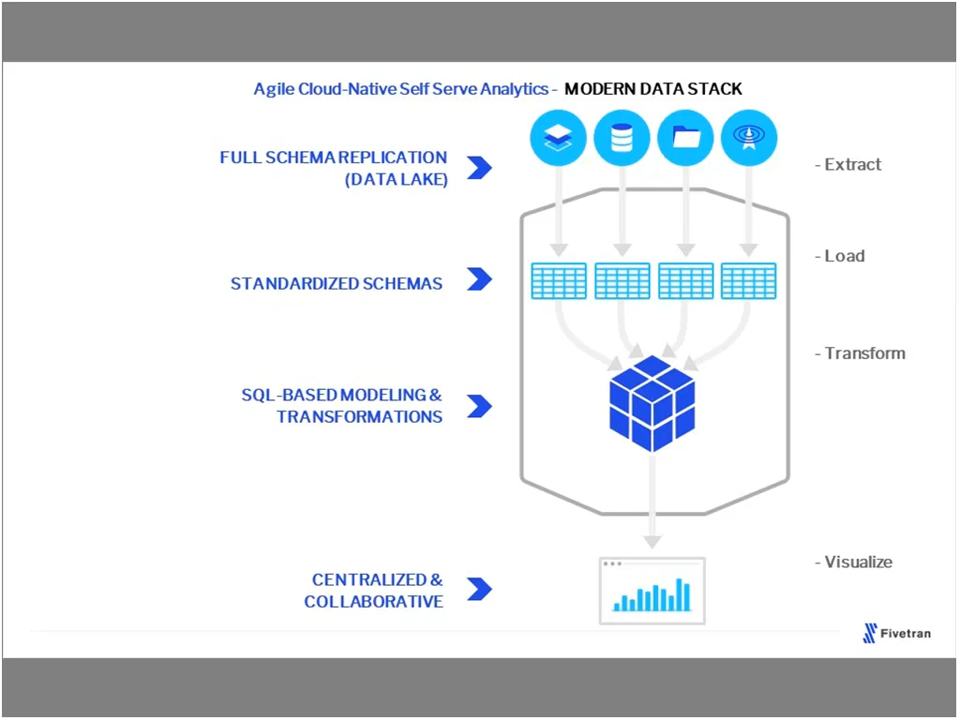 Agile Cloud-Native Self Serve Analytics - MODERN DATA STACK
FULL SCHEMA REPLICATION
(DATA LAKE)
- Extract
- Load
STANDARDIZED SCHEMAS
- Transform
SQL-BASED MODELING &
TRANSFORMATIONS
- Visualize
CENTRALIZED &
COLLABORATIVE
Fivetran